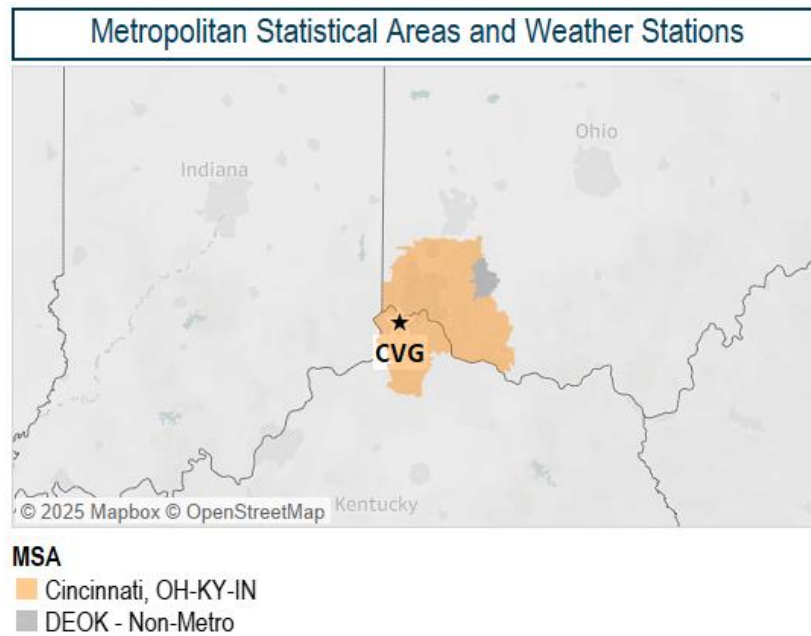 Metropolitan Statistical Areas and Weather Stations
Ohio
Indiana
CVG
Kentucky
© 2025 Mapbox © OpenStreetMap
MSA
Cincinnati, OH-KY-IN
DEOK - Non-Metro